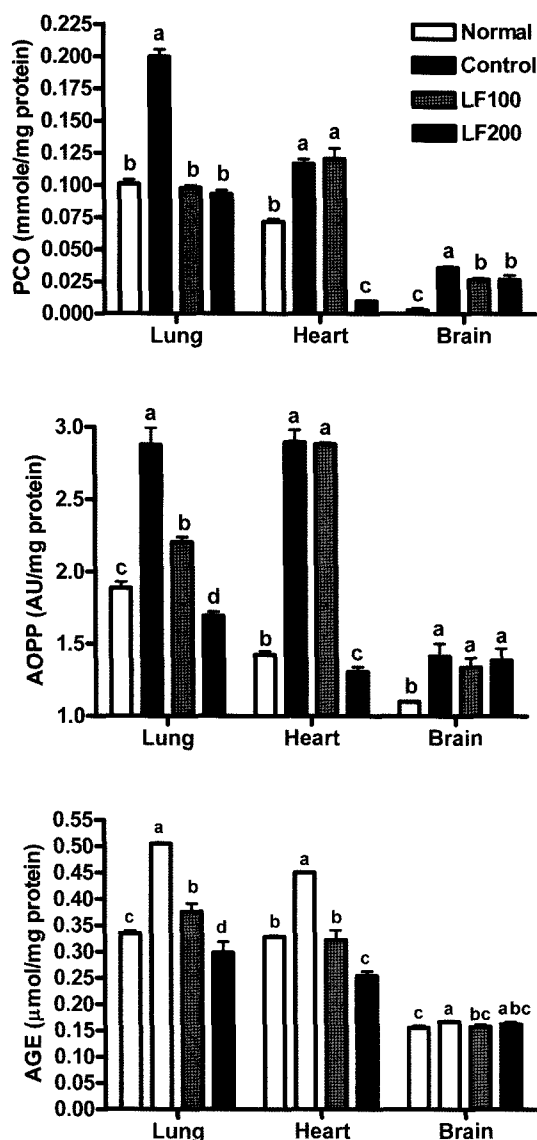 PCO (mmole/mg protein)
0.225
0.200
0.175
0.150
0.125
0.100
0.075
0.050
0.025
0.000
Normal
Control
LF100
LF200
b a b b
b a a c
c a b b
Lung Heart Brain
AOPP (AU/mg protein)
3.0
2.5
2.0
1.5
1.0
c a b d
b a a c
b a a a
Lung Heart Brain
AGE (μmol/mg protein)
0.55
0.50
0.45
0.40
0.35
0.30
0.25
0.20
0.15
0.10
0.05
0.00
c a b d
b a b c
c a bc abc
Lung Heart Brain